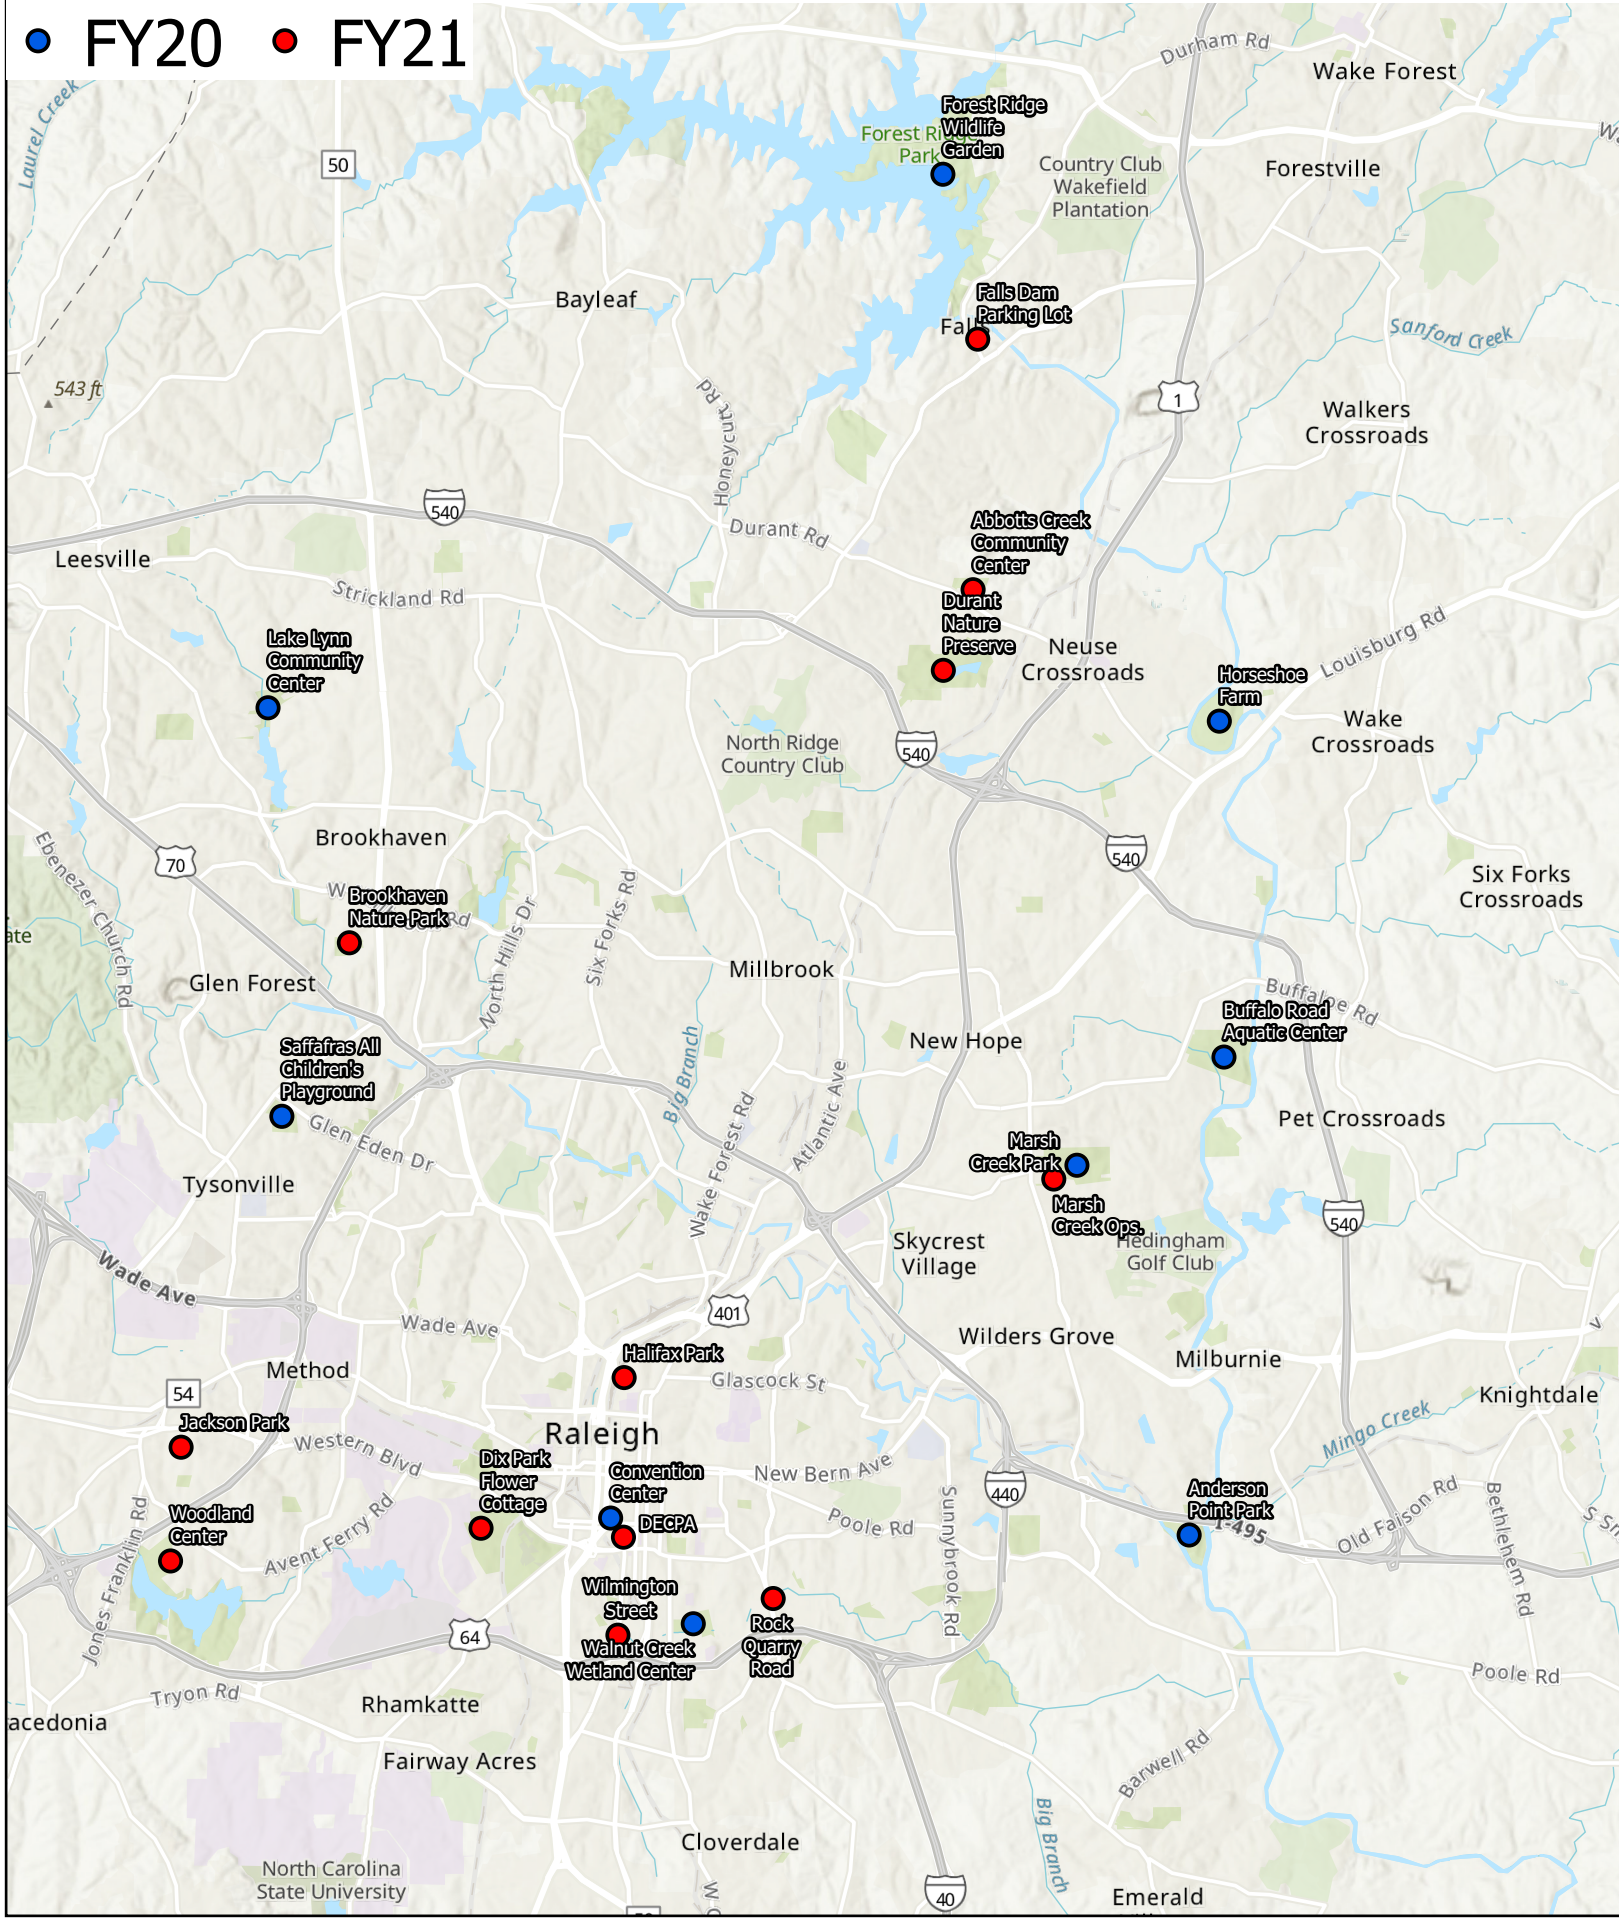 FY20 FY21
Laurel Creek
50
Durham Rd
Wake Forest
Forest Ridge
Wildlife
Garden
Forest Ridge
Park
Country Club
Wakefield
Plantation
Forestville
Bayleaf
Falls Dam
Parking Lot
Falls
Sanford Creek
543 ft
Honeycutt Rd
1
Walkers
Crossroads
540
Durant Rd
Abbotts Creek
Community
Center
Leesville
Strickland Rd
Durant
Nature
Preserve
Neuse
Crossroads
Louisburg Rd
Lake Lynn
Community
Center
Horseshoe
Farm
North Ridge
Country Club
540
Wake
Crossroads
Brookhaven
70
540
Ebenezer Church Rd
Brookhaven
Nature Park
Rd
North Hills Dr
Six Forks Rd
Six Forks
Crossroads
ate
Glen Forest
Millbrook
Buffaloe Rd
Buffalo Road
Aquatic Center
New Hope
Saffafras All
Children's
Playground
Big Branch
Glen Eden Dr
Wake Forest Rd
Atlantic Ave
Pet Crossroads
Marsh
Creek Park
Tysonville
Marsh
Creek Ops.
540
Skycrest
Village
Hedingham
Golf Club
Wade Ave
401
Wade Ave
Wilders Grove
Halifax Park
Milburnie
Method
Glascock St
54
Knightdale
Jackson Park
Raleigh
Mingo Creek
Western Blvd
Dix Park
Flower
Cottage
Convention
Center
New Bern Ave
440
Anderson
Point Park
Woodland
Center
DECPA
Poole Rd
I-495
Old Faison Rd
Bethlehem Rd
Jones Franklin Rd
Avent Ferry Rd
Sunnybrook Rd
Wilmington
Street
Rock
Quarry
Road
64
Walnut Creek
Wetland Center
Poole Rd
Tryon Rd
Rhamkatte
acedonia
Fairway Acres
Barwell Rd
Big Branch
Cloverdale
North Carolina
State University
40
Emerald